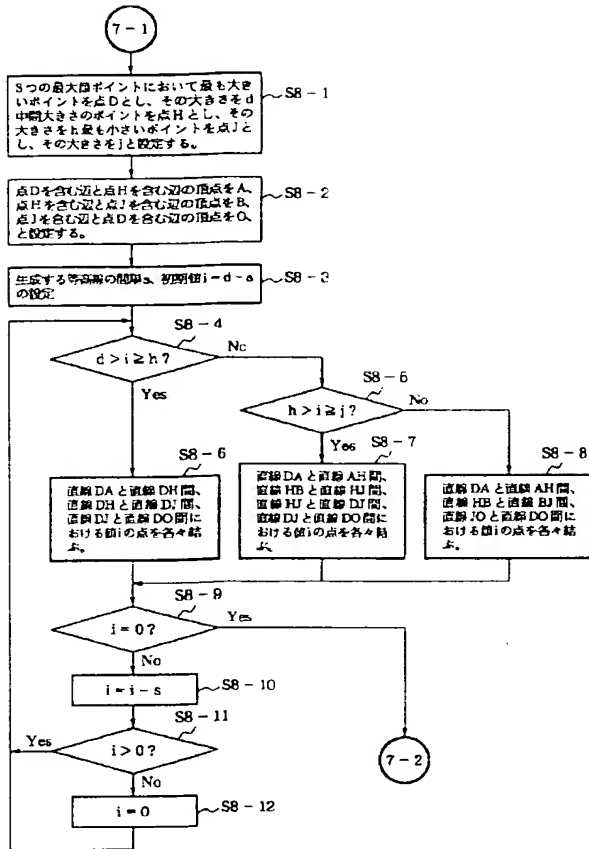 7-1
3つの最大値ポイントにおいて最も大き
いポイントを点Dとし、その大きさをd
中間大きさのポイントを点Hとし、その
大きさをh最も小さいポイントを点Jと
し、その大きさをjと設定する。
S8-1
点Dを含む辺と点Hを含む辺の頂点をA、
点Hを含む辺と点Jを含む辺の頂点をB、
点Jを含む辺と点Dを含む辺の頂点をO、
と設定する。
S8-2
生成する等高線の間隔s、初期値i=d-s
の設定
S8-3
S8-4
d>i≧h?
No
Yes
S8-5
h>i≧j?
No
Yes
S8-6
直線DAと直線DH間、
直線DHと直線DJ間、
直線DJと直線DO間に
おける値iの点を各々結
ぶ。
S8-7
直線DAと直線AH間、
直線HBと直線HJ間、
直線HJと直線DJ間、
直線DJと直線DO間に
おける値iの点を各々結
ぶ。
S8-8
直線DAと直線AH間、
直線HBと直線BJ間、
直線JOと直線DO間に
おける値iの点を各々結
ぶ。
S8-9
i=0?
Yes
No
i=i-s
S8-10
S8-11
i>0?
Yes
No
i=0
S8-12
7-2